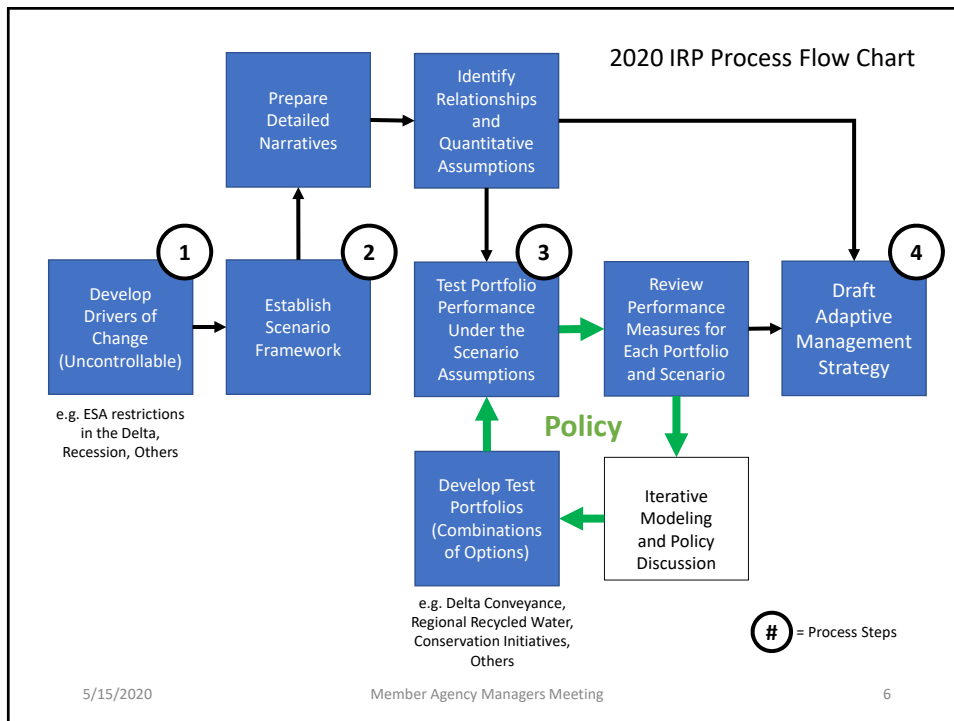 2020 IRP Process Flow Chart
Prepare
Detailed
Narratives
Identify
Relationships
and
Quantitative
Assumptions
1
2
3
4
Develop
Drivers of
Change
(Uncontrollable)
Establish
Scenario
Framework
Test Portfolio
Performance
Under the
Scenario
Assumptions
Review
Performance
Measures for
Each Portfolio
and Scenario
Draft
Adaptive
Management
Strategy
e.g. ESA restrictions
in the Delta,
Recession, Others
Policy
Develop Test
Portfolios
(Combinations
of Options)
Iterative
Modeling
and Policy
Discussion
e.g. Delta Conveyance,
Regional Recycled Water,
Conservation Initiatives,
Others
# = Process Steps
5/15/2020
Member Agency Managers Meeting
6